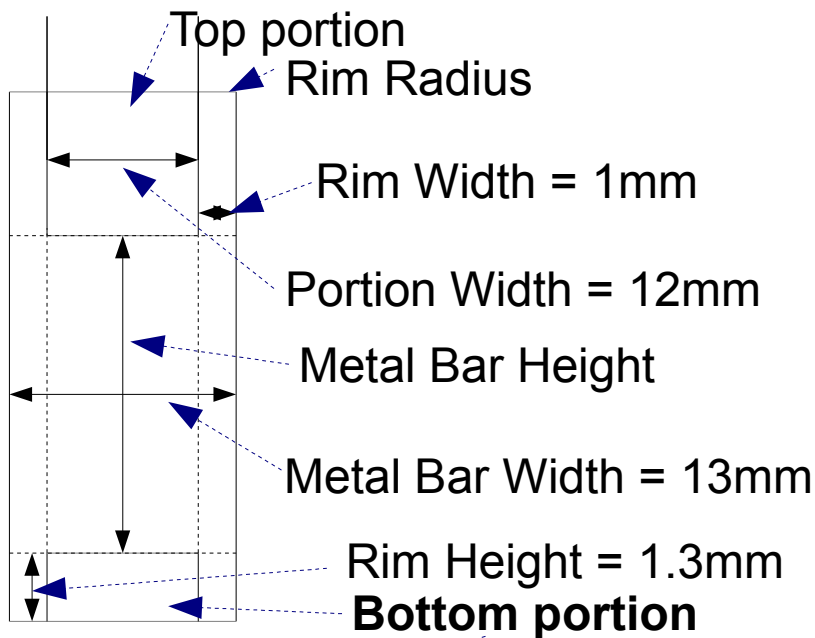 Top portion
Rim Radius
Rim Width = 1mm
Portion Width = 12mm
Metal Bar Height
Metal Bar Width = 13mm
Rim Height = 1.3mm
Bottom portion